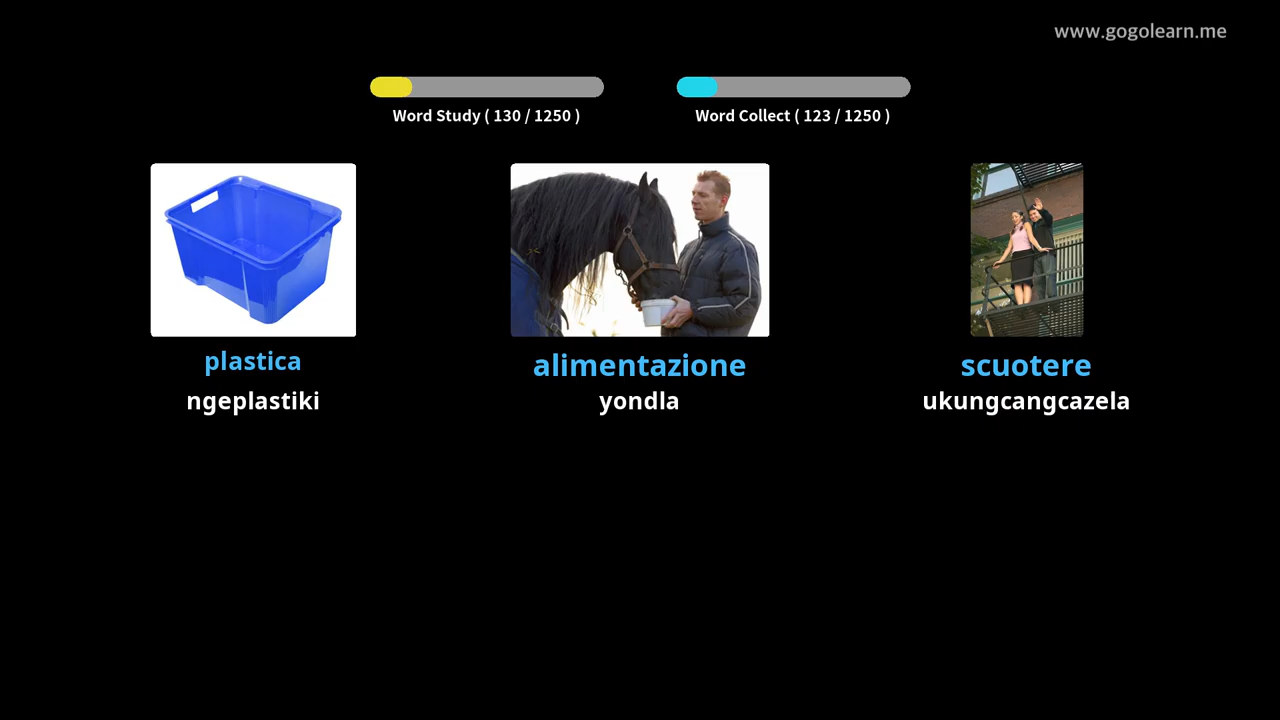 www.gogolearn.me
Word Study ( 130 / 1250 )
Word Collect ( 123 / 1250 )
plastica
alimentazione
scuotere
ngeplastiki
yondla
ukungcangcazela